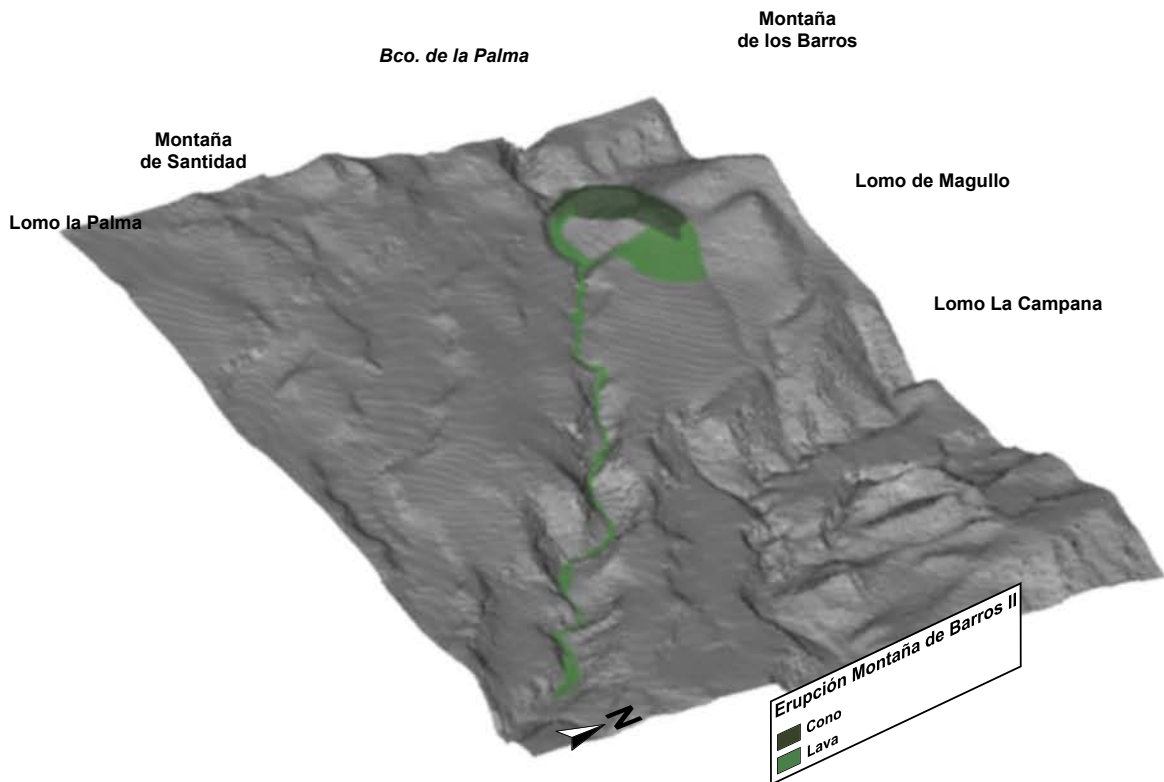 Montaña
de los Barros
Bco. de la Palma
Montaña
de Santidad
Lomo de Magullo
Lomo la Palma
Lomo La Campana
N
Erupción Montaña de Barros II
Cono
Lava